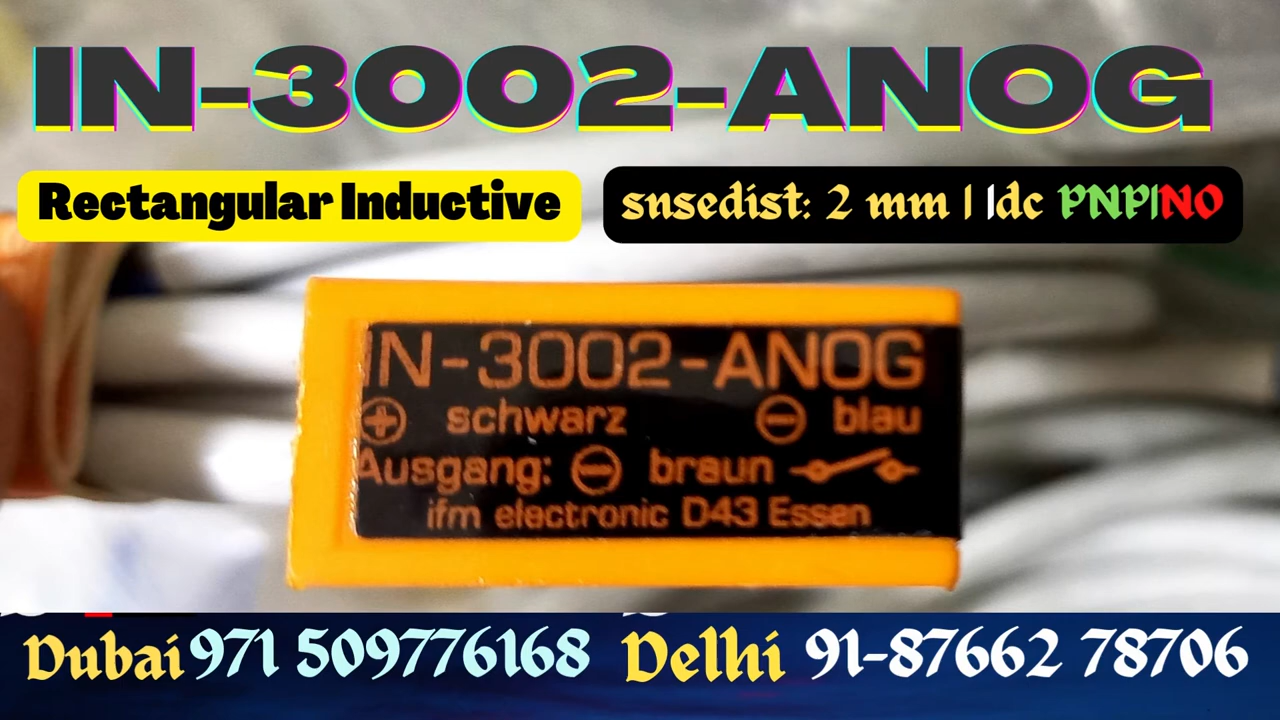 IN-3002-ANOG
Rectangular Inductive
snsedist: 2 mm | ldc PNP|NO
IN-3002-ANOG
⊕ schwarz ⊖ blau
Ausgang: ⊖ braun
ifm electronic D43 Essen
Dubai 971 509776168 Delhi 91-87662 78706